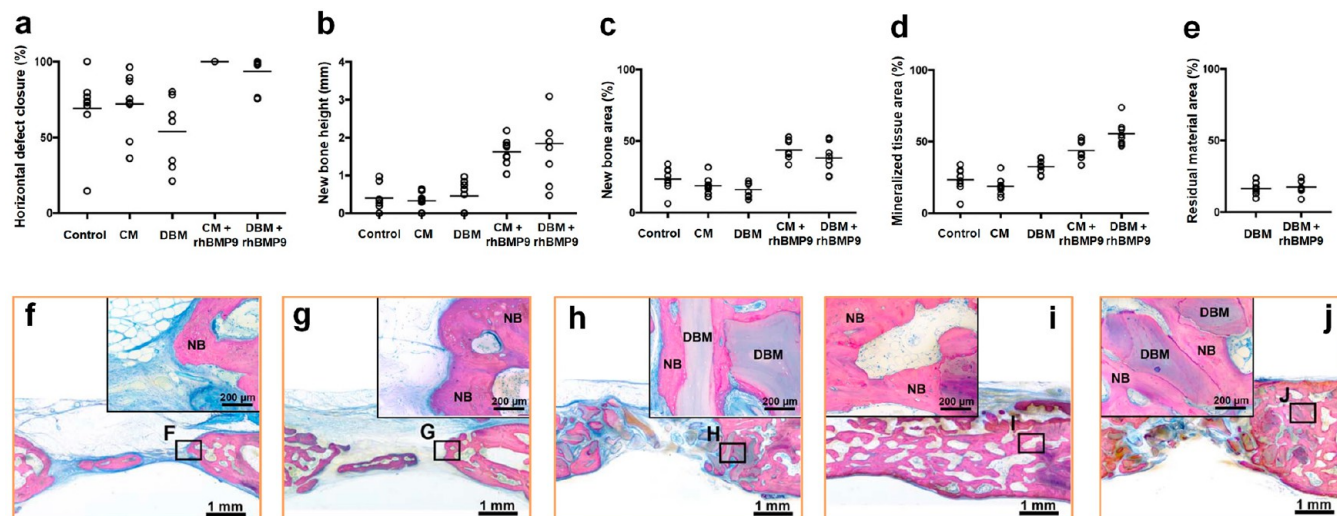 a
Horizontal defect closure (%)
100
50
0
Control
CM
DBM
CM +
rhBMP9
DBM +
rhBMP9
b
New bone height (mm)
4
3
2
1
0
Control
CM
DBM
CM +
rhBMP9
DBM +
rhBMP9
c
New bone area (%)
100
50
0
Control
CM
DBM
CM +
rhBMP9
DBM +
rhBMP9
d
Mineralized tissue area (%)
100
50
0
Control
CM
DBM
CM +
rhBMP9
DBM +
rhBMP9
e
Residual material area (%)
100
50
0
DBM
DBM +
rhBMP9
f
NB
200 µm
F
1 mm
g
NB
NB
200 µm
G
1 mm
h
DBM
DBM
NB
200 µm
H
1 mm
i
NB
NB
200 µm
I
1 mm
j
DBM
DBM
NB
NB
200 µm
J
1 mm